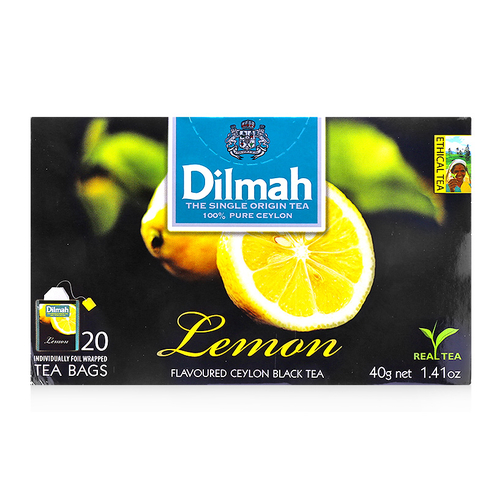 Dilmah
THE SINGLE ORIGIN TEA
100% PURE CEYLON
ETHICAL TEA
Dilmah
Lemon
20
INDIVIDUALLY FOIL WRAPPED
TEA BAGS
Lemon
FLAVOURED CEYLON BLACK TEA
REAL TEA
40g net 1.41oz